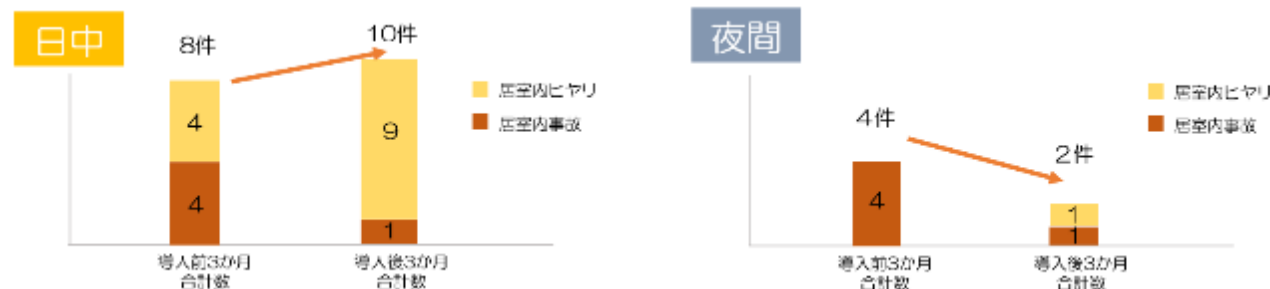 日中
8件
10件
4
4
9
1
居室内ヒヤリ
居室内事故
導入前3か月
合計数
導入後3か月
合計数
夜間
4件
2件
4
1
1
居室内ヒヤリ
居室内事故
導入前3か月
合計数
導入後3か月
合計数